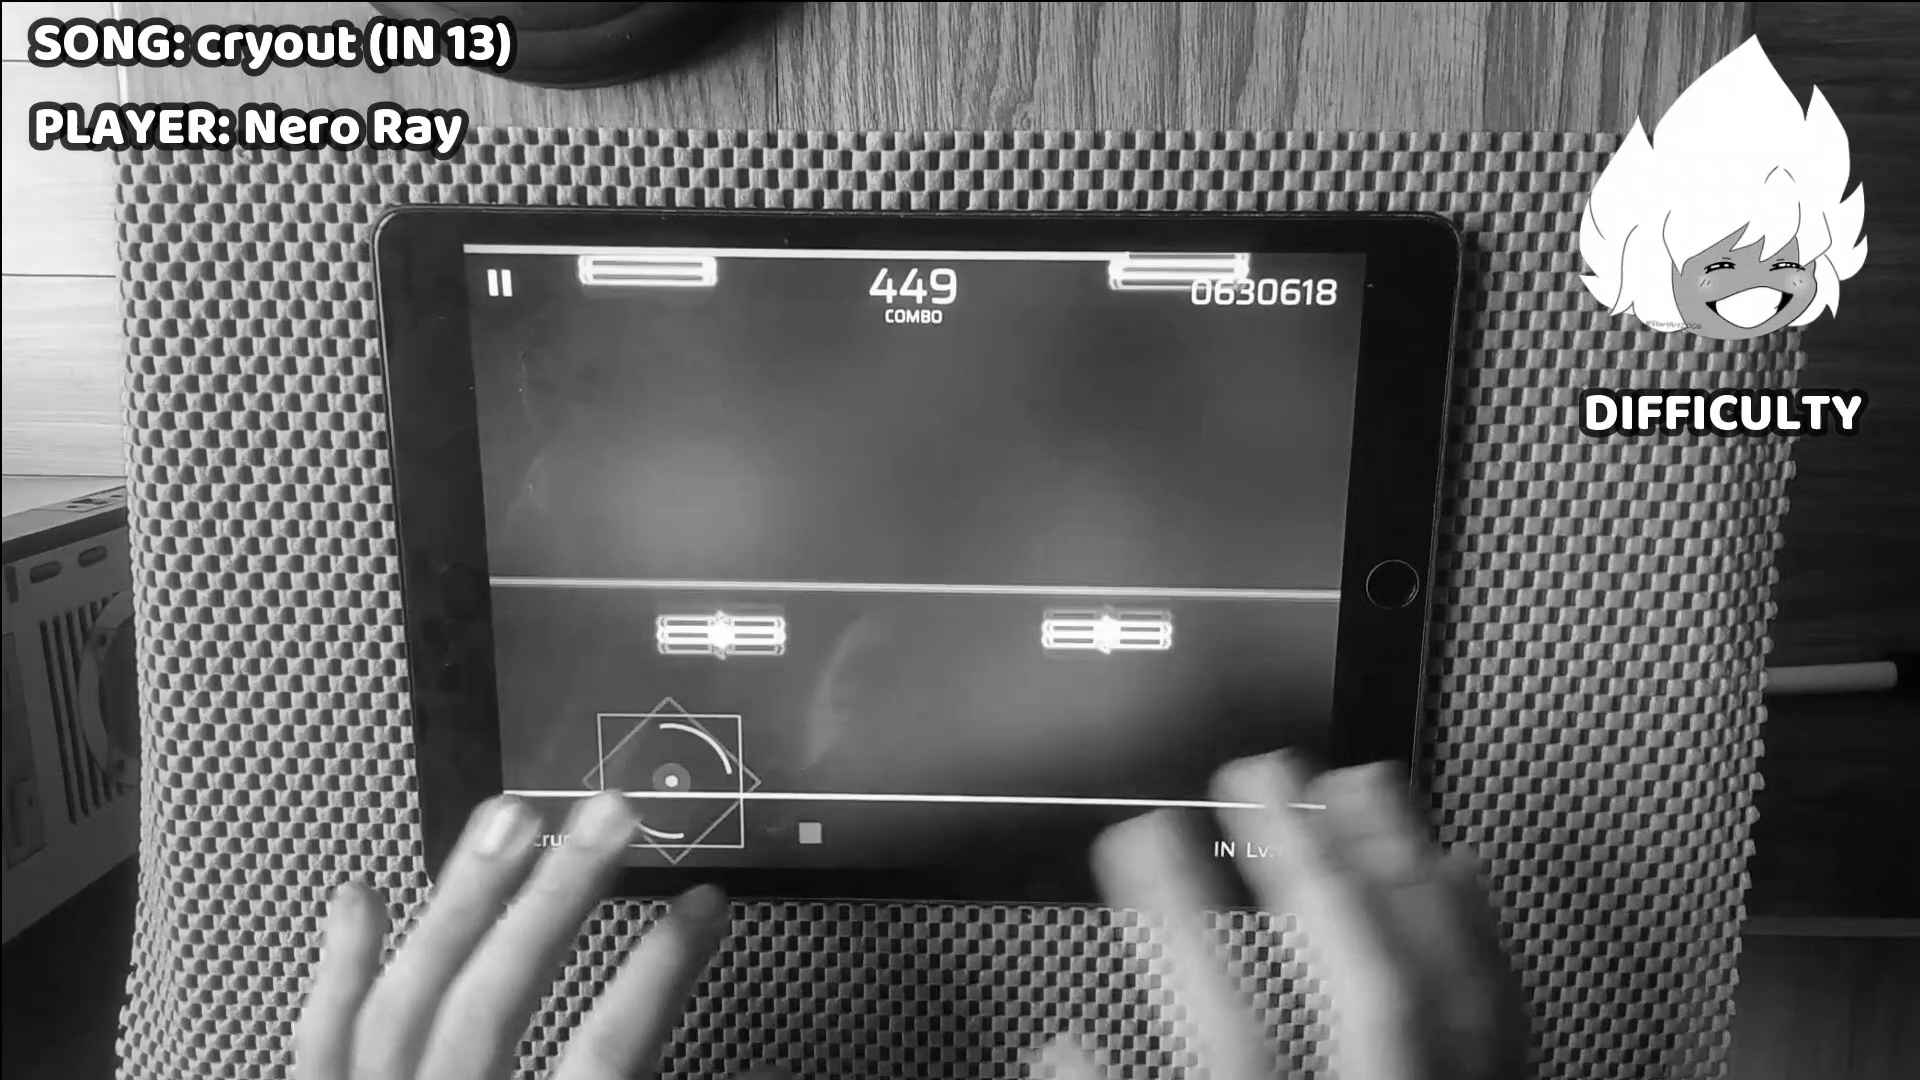 SONG: cryout (IN 13)
PLAYER: Nero Ray
449
COMBO
0630618
DIFFICULTY
IN Lv.